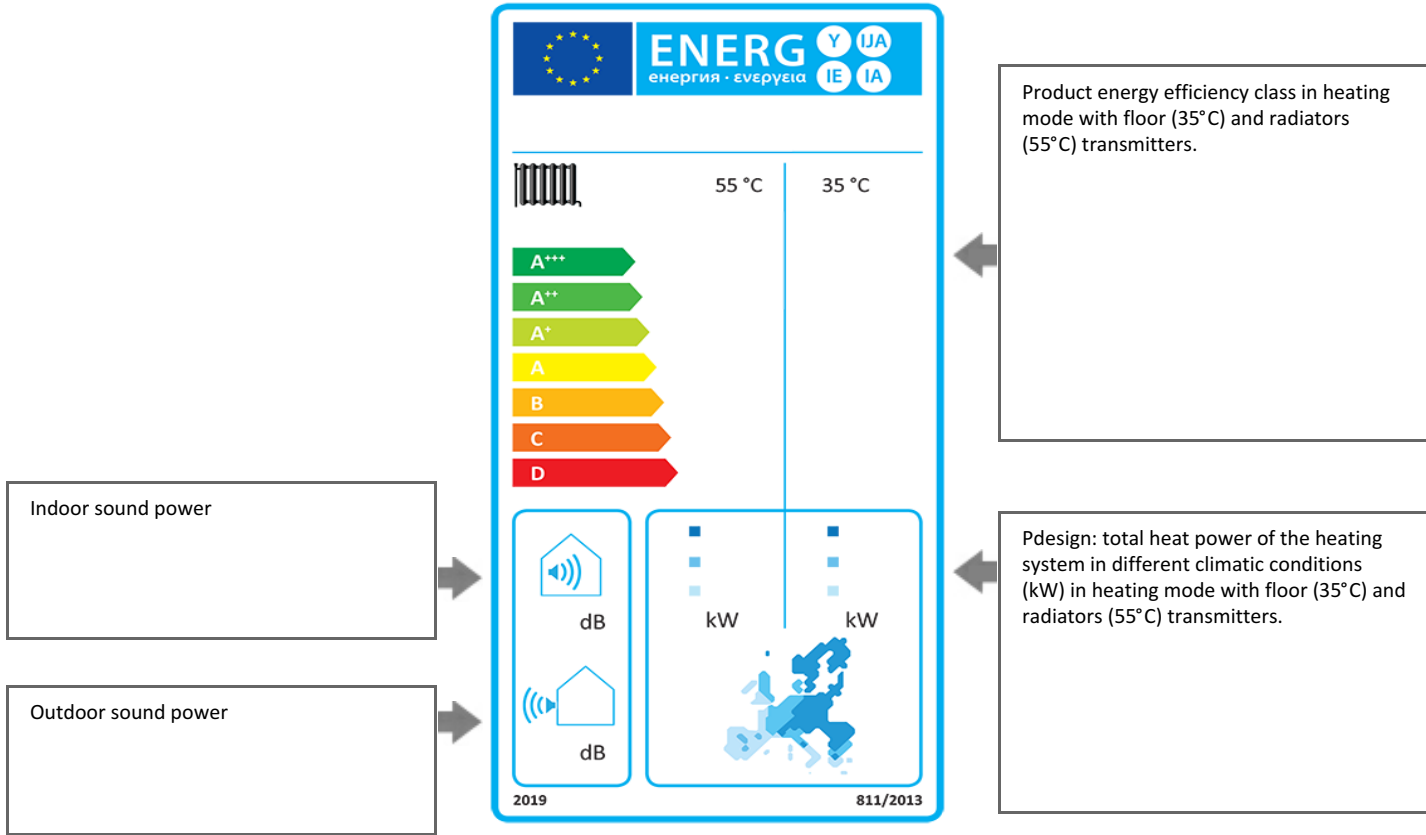 ENERG
Y IJA
енергия · ενεργεια
IE IA
55 °C 35 °C
A+++
A++
A+
A
B
C
D
dB
dB
kW kW
2019 811/2013
Product energy efficiency class in heating
mode with floor (35°C) and radiators
(55°C) transmitters.
Indoor sound power
Outdoor sound power
Pdesign: total heat power of the heating
system in different climatic conditions
(kW) in heating mode with floor (35°C) and
radiators (55°C) transmitters.